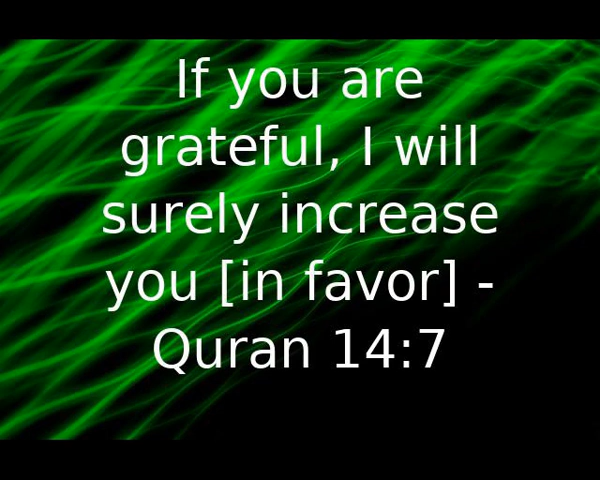 If you are
grateful, I will
surely increase
you [in favor] -
Quran 14:7